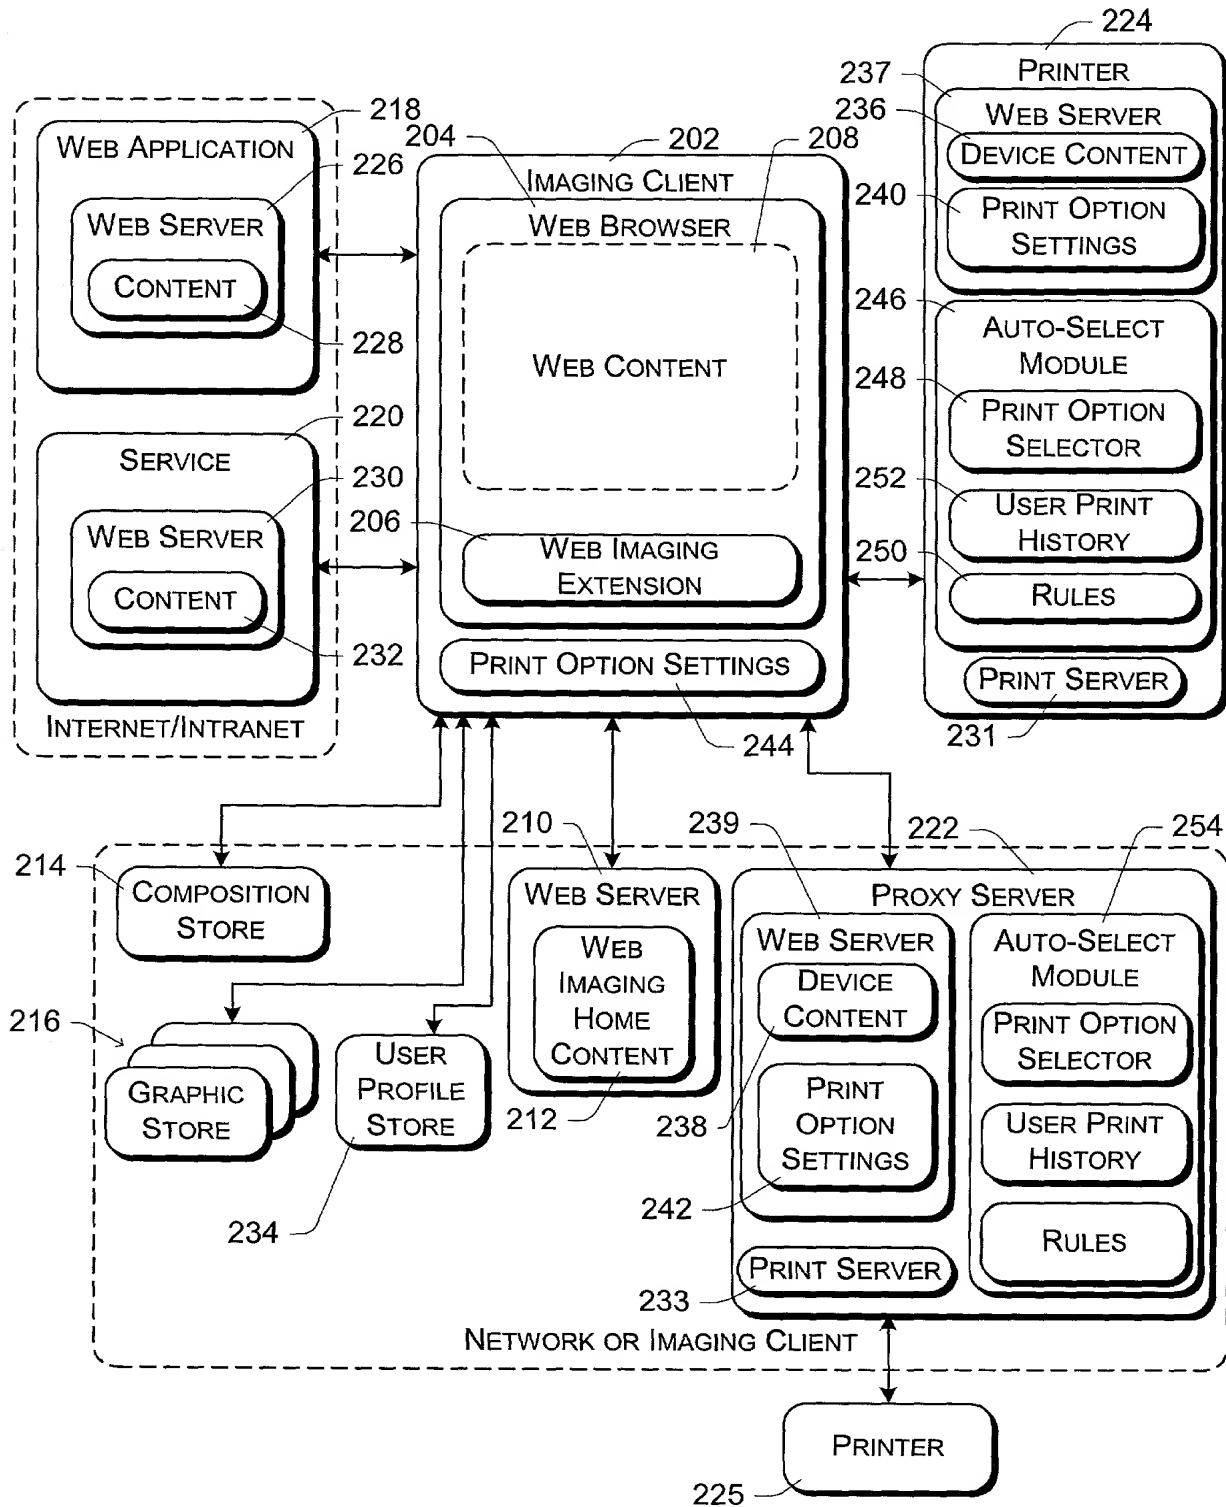 224
PRINTER
237
WEB SERVER
236
DEVICE CONTENT
240
PRINT OPTION
SETTINGS
246
AUTO-SELECT
MODULE
248
PRINT OPTION
SELECTOR
252
USER PRINT
HISTORY
250
RULES
PRINT SERVER
231
218
WEB APPLICATION
226
WEB SERVER
CONTENT
228
220
SERVICE
230
WEB SERVER
CONTENT
232
INTERNET/INTRANET
202
204
208
IMAGING CLIENT
WEB BROWSER
WEB CONTENT
206
WEB IMAGING
EXTENSION
PRINT OPTION SETTINGS
244
214
COMPOSITION
STORE
216
GRAPHIC
STORE
USER
PROFILE
STORE
234
210
WEB SERVER
WEB
IMAGING
HOME
CONTENT
212
239
222
254
PROXY SERVER
WEB SERVER
DEVICE
CONTENT
238
PRINT
OPTION
SETTINGS
242
PRINT SERVER
233
AUTO-SELECT
MODULE
PRINT OPTION
SELECTOR
USER PRINT
HISTORY
RULES
NETWORK OR IMAGING CLIENT
PRINTER
225